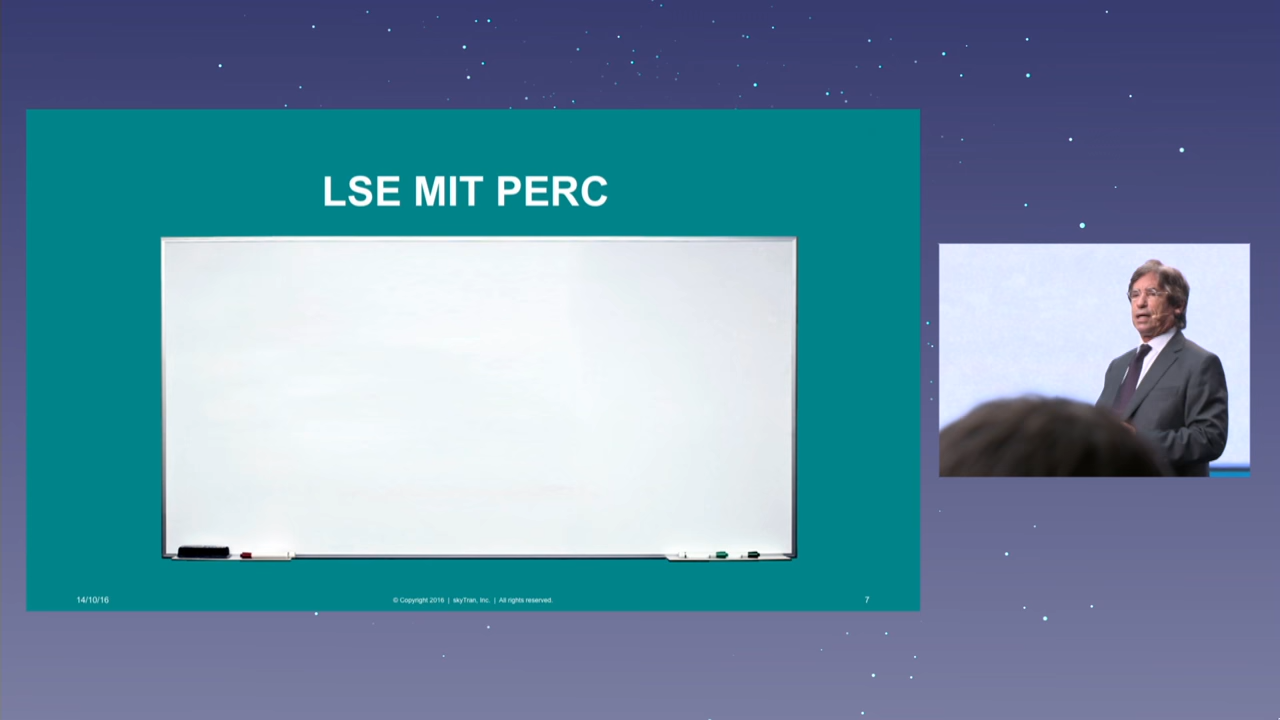 LSE MIT PERC
14/10/16
© Copyright 2016 | skyTran, Inc. | All rights reserved.
7